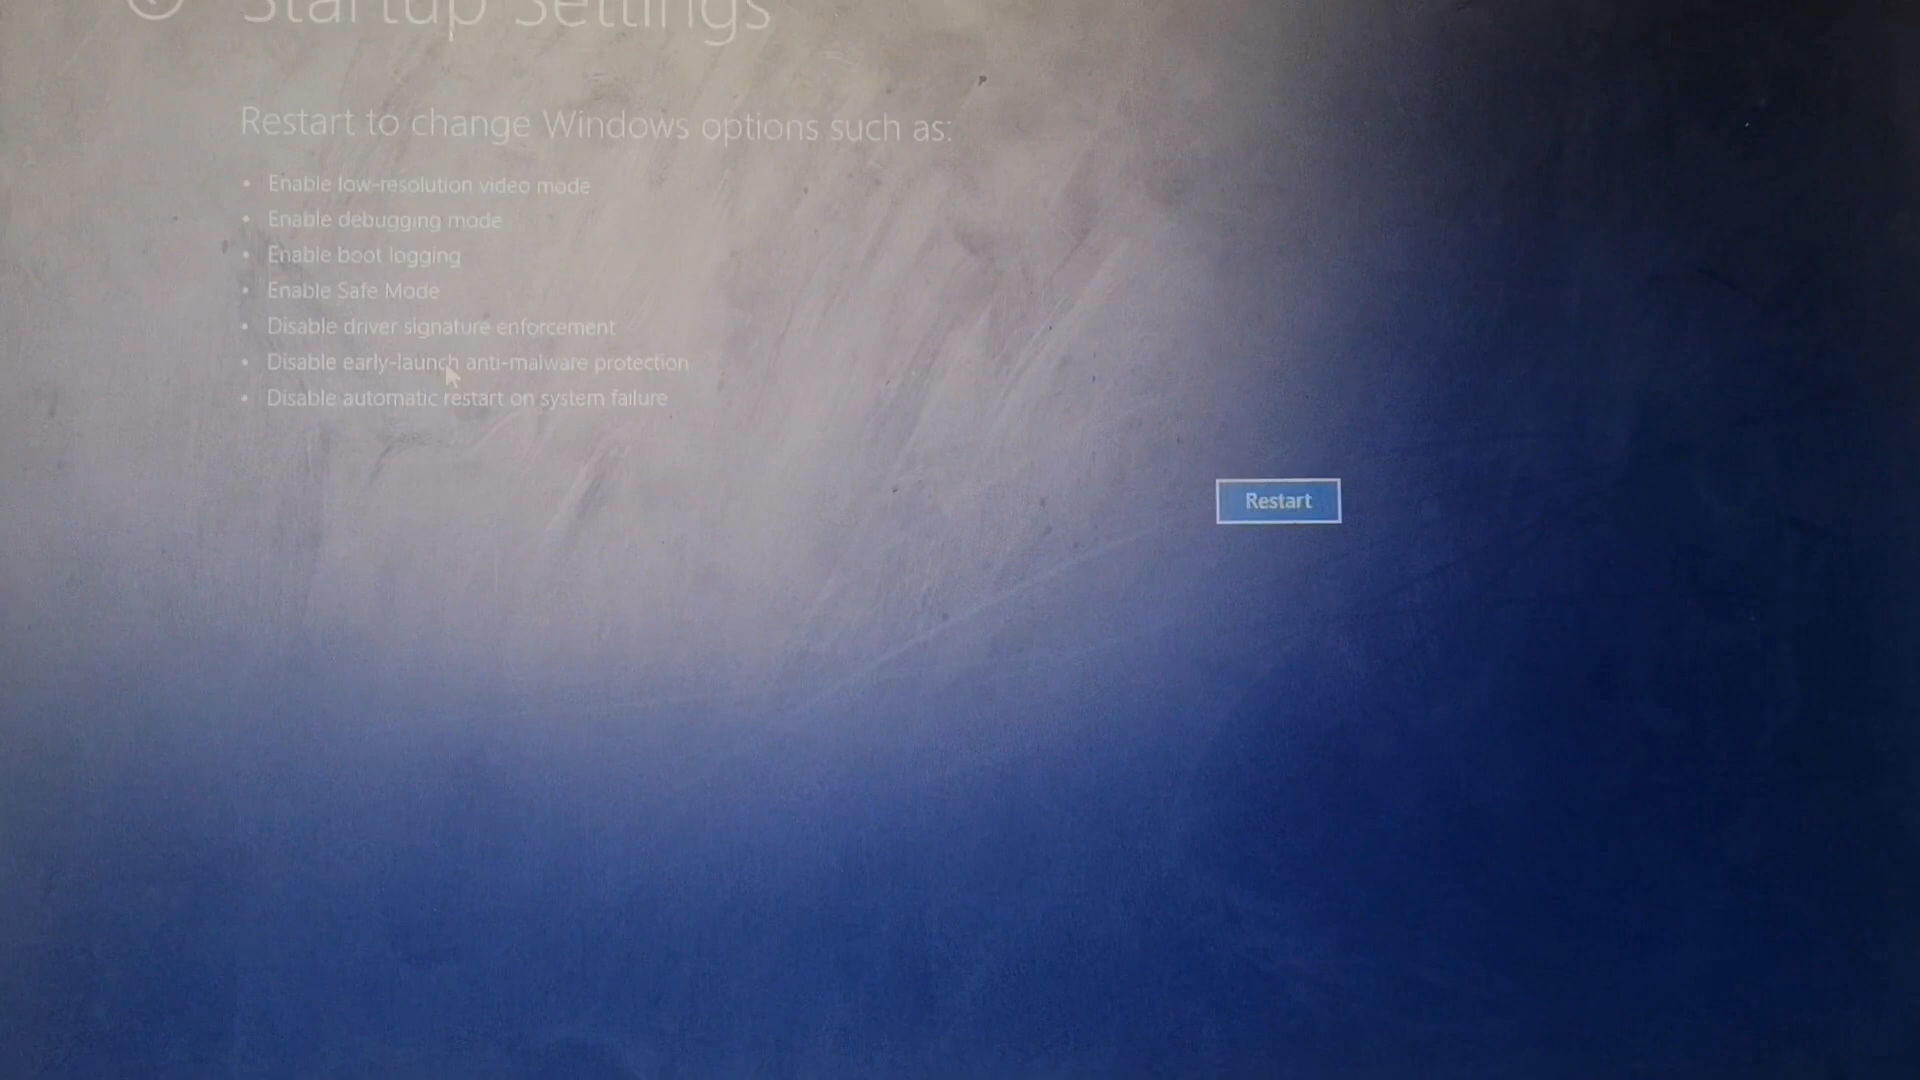 Startup Settings
Restart to change Windows options such as:
• Enable low-resolution video mode
• Enable debugging mode
• Enable boot logging
• Enable Safe Mode
• Disable driver signature enforcement
• Disable early-launch anti-malware protection
• Disable automatic restart on system failure
Restart